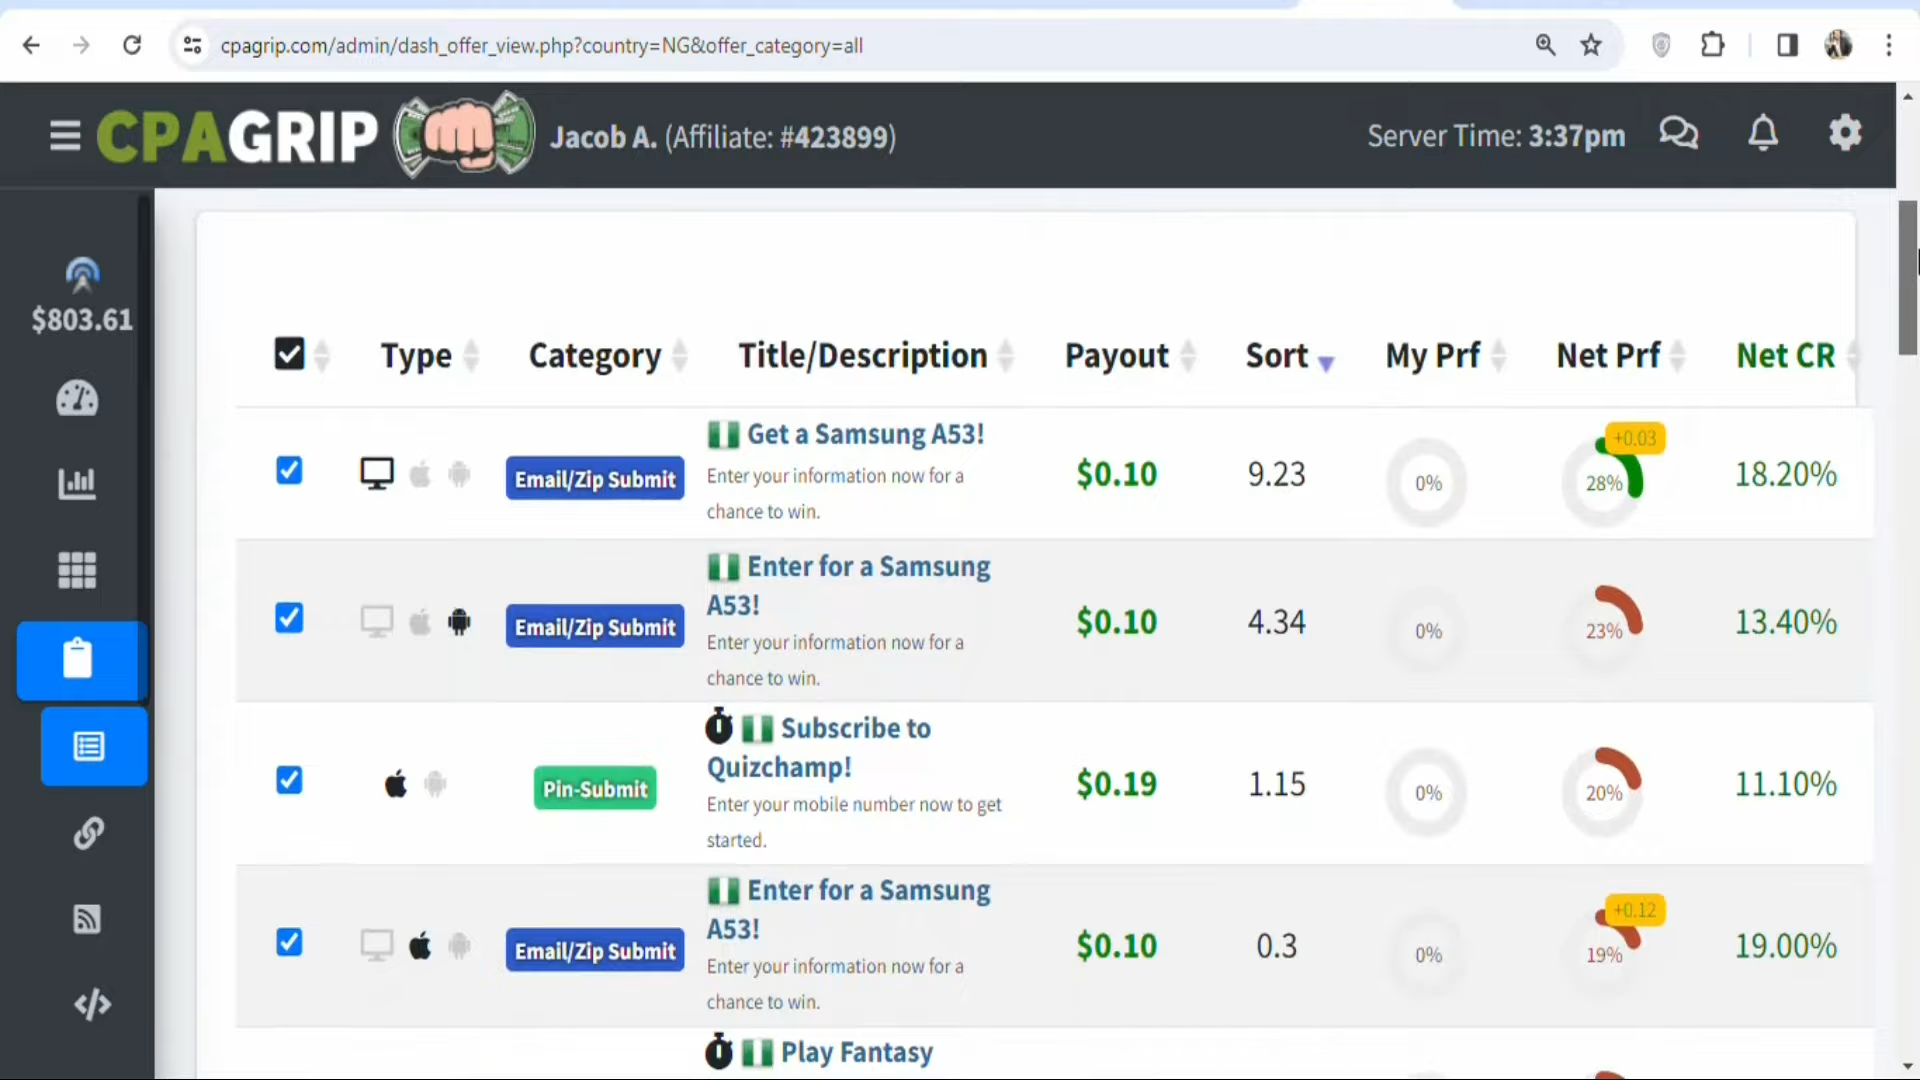 cpagrip.com/admin/dash_offer_view.php?country=NG&offer_category=all
CPAGRIP Jacob A. (Affiliate: #423899) Server Time: 3:37pm
$803.61
Type Category Title/Description Payout Sort My Prf Net Prf Net CR
Get a Samsung A53!
Enter your information now for a
chance to win.
Email/Zip Submit $0.10 9.23 0% 28% +0.03 18.20%
Enter for a Samsung
A53!
Enter your information now for a
chance to win.
Email/Zip Submit $0.10 4.34 0% 23% 13.40%
Subscribe to
Quizchamp!
Enter your mobile number now to get
started.
Pin-Submit $0.19 1.15 0% 20% 11.10%
Enter for a Samsung
A53!
Enter your information now for a
chance to win.
Email/Zip Submit $0.10 0.3 0% 19% +0.12 19.00%
Play Fantasy